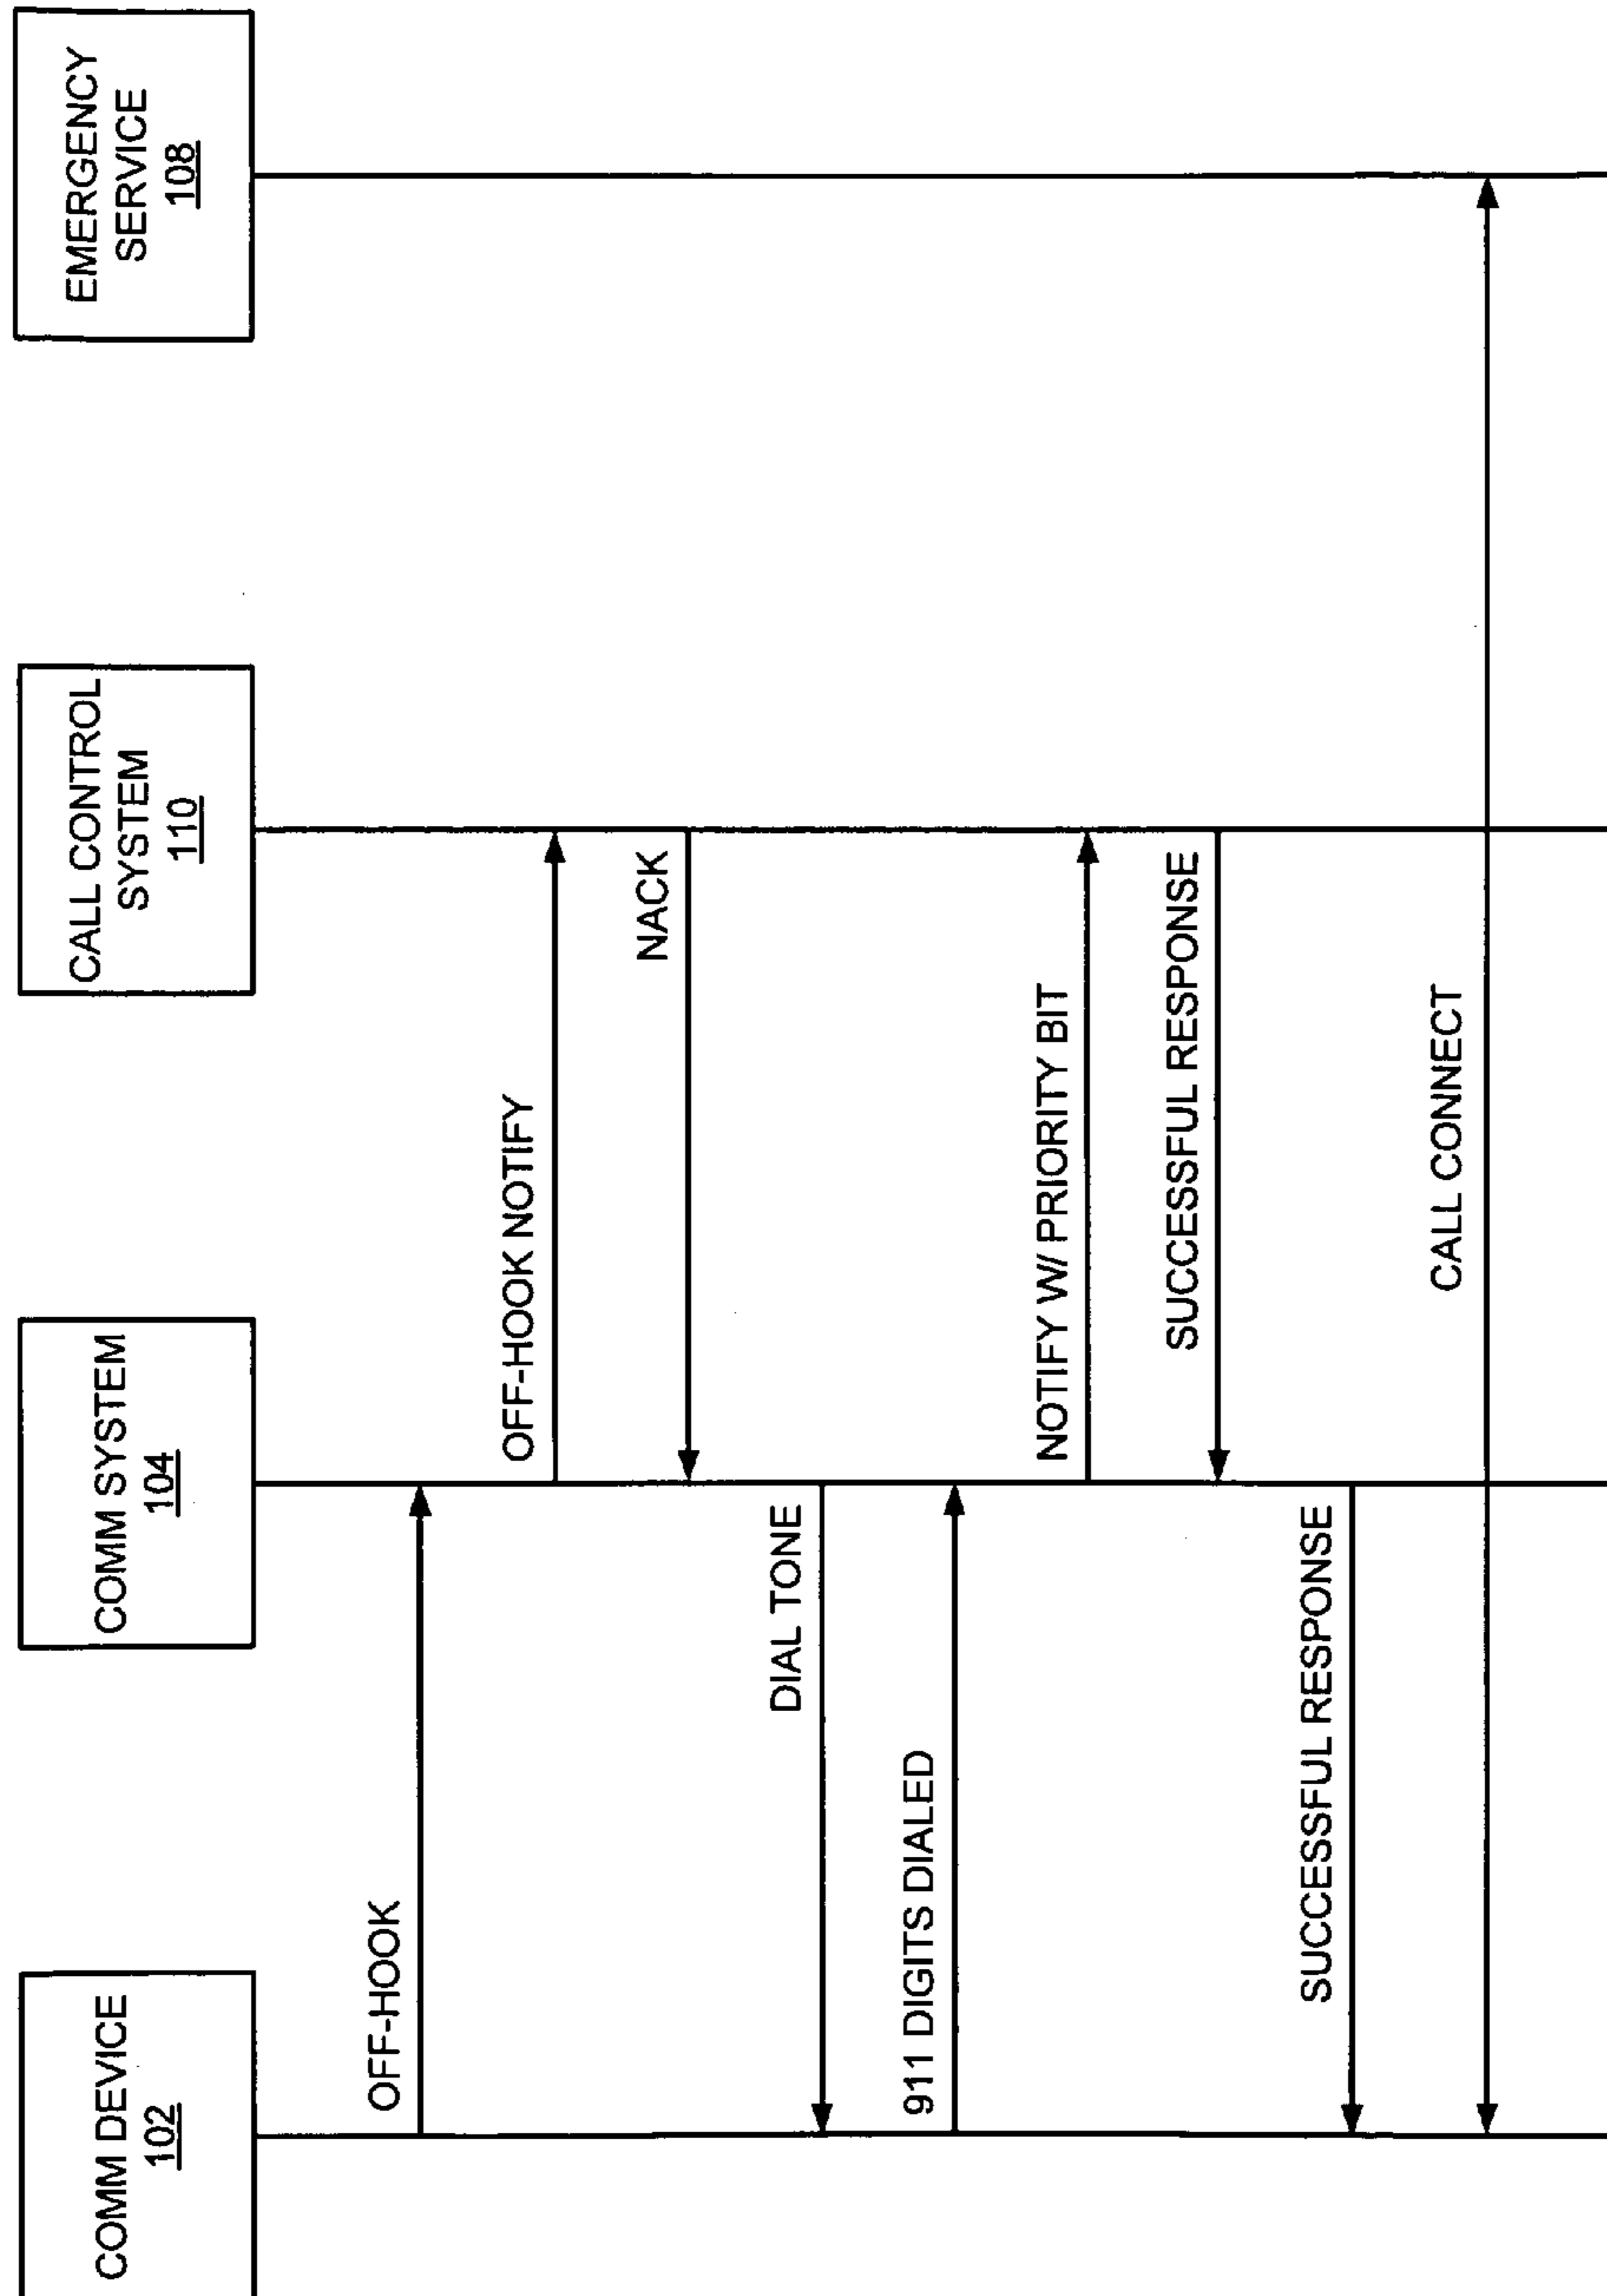 COMM DEVICE
102
COMM SYSTEM
104
CALL CONTROL
SYSTEM
110
EMERGENCY
SERVICE
108
OFF-HOOK
OFF-HOOK NOTIFY
NACK
DIAL TONE
911 DIGITS DIALED
NOTIFY W/ PRIORITY BIT
SUCCESSFUL RESPONSE
SUCCESSFUL RESPONSE
CALL CONNECT